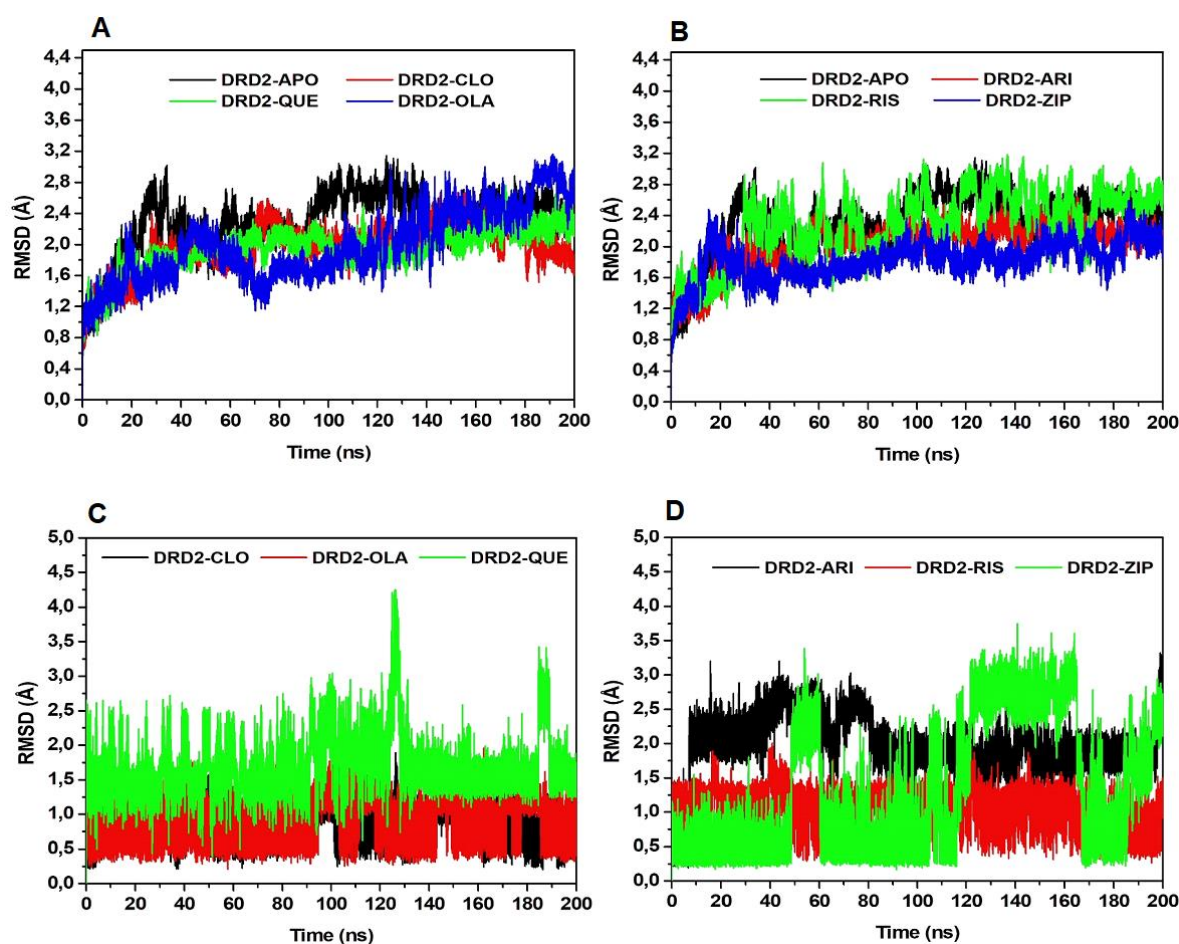 A
DRD2-APO DRD2-CLO
DRD2-QUE DRD2-OLA
4,4
4,0
3,6
3,2
2,8
2,4
2,0
1,6
1,2
0,8
0,4
0,0
RMSD (Å)
0 20 40 60 80 100 120 140 160 180 200
Time (ns)
B
DRD2-APO DRD2-ARI
DRD2-RIS DRD2-ZIP
4,4
4,0
3,6
3,2
2,8
2,4
2,0
1,6
1,2
0,8
0,4
0,0
RMSD (Å)
0 20 40 60 80 100 120 140 160 180 200
Time (ns)
C
DRD2-CLO DRD2-OLA DRD2-QUE
5,0
4,5
4,0
3,5
3,0
2,5
2,0
1,5
1,0
0,5
0,0
RMSD (Å)
0 20 40 60 80 100 120 140 160 180 200
Time (ns)
D
DRD2-ARI DRD2-RIS DRD2-ZIP
5,0
4,5
4,0
3,5
3,0
2,5
2,0
1,5
1,0
0,5
0,0
RMSD (Å)
0 20 40 60 80 100 120 140 160 180 200
Time (ns)